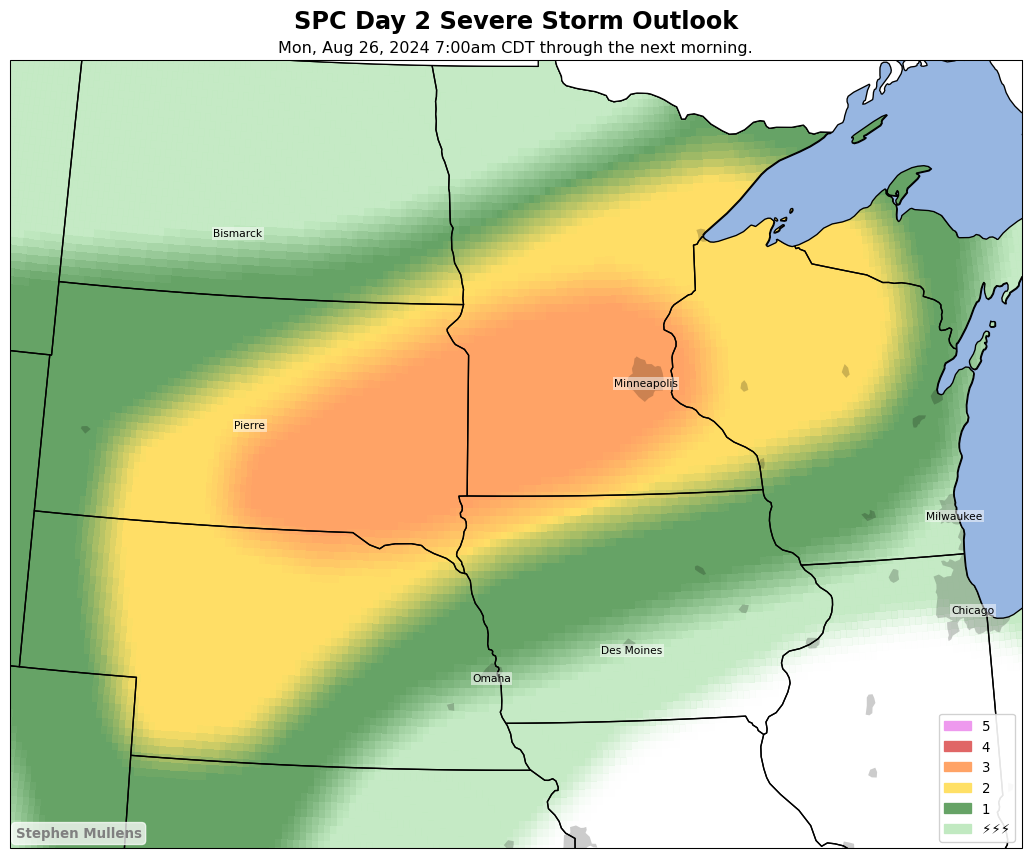 SPC Day 2 Severe Storm Outlook
Mon, Aug 26, 2024 7:00am CDT through the next morning.
Bismarck
Minneapolis
Pierre
Milwaukee
Chicago
Des Moines
Omaha
5
4
3
2
1
⚡⚡⚡
Stephen Mullens